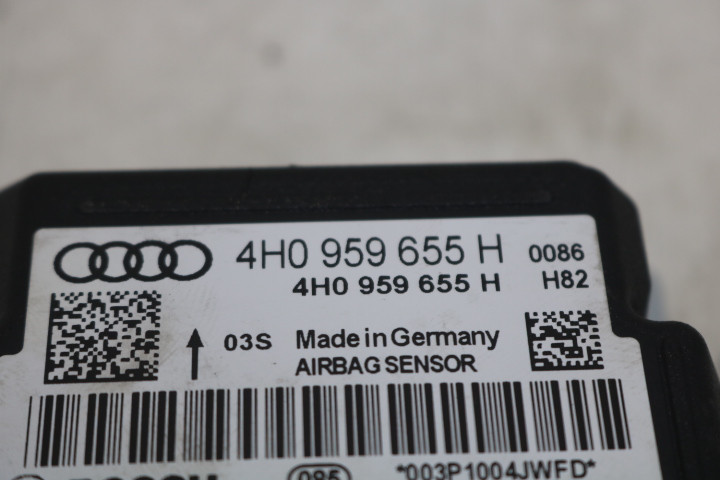 4H0 959 655 H 0086
4H0 959 655 H H82
03S Made in Germany
AIRBAG SENSOR
085 *003P1004JWFD*